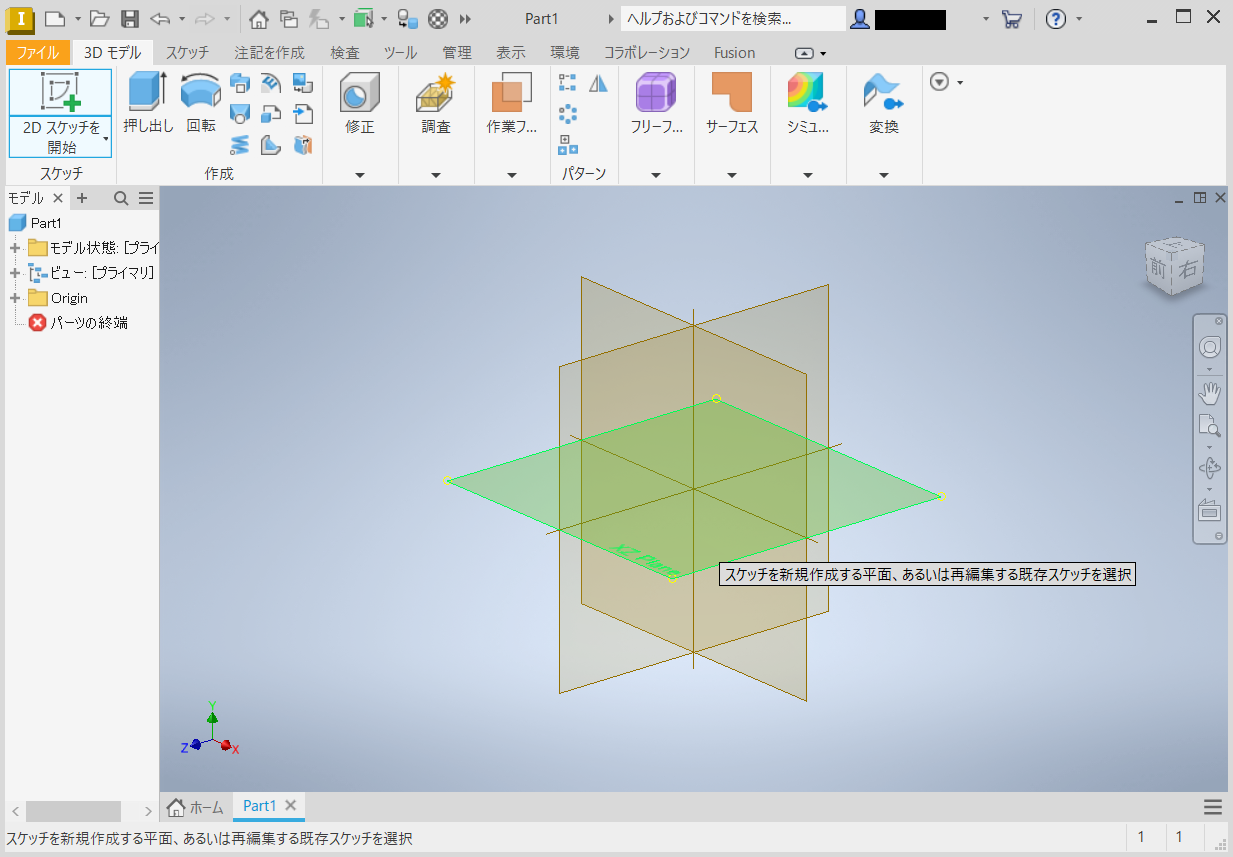 I
Part1
ヘルプおよびコマンドを検索...
?
ファイル 3D モデル スケッチ 注記を作成 検査 ツール 管理 表示 環境 コラボレーション Fusion
2D スケッチを
開始
押し出し
回転
修正
調査
作業フ...
フリーフ...
サーフェス
シミュ...
変換
スケッチ
作成
パターン
モデル
Part1
モデル状態: [プライ
ビュー: [プライマリ]
Origin
パーツの終端
前
右
XZ Plane
スケッチを新規作成する平面、あるいは再編集する既存スケッチを選択
Y
Z
X
ホーム
Part1
スケッチを新規作成する平面、あるいは再編集する既存スケッチを選択
1
1